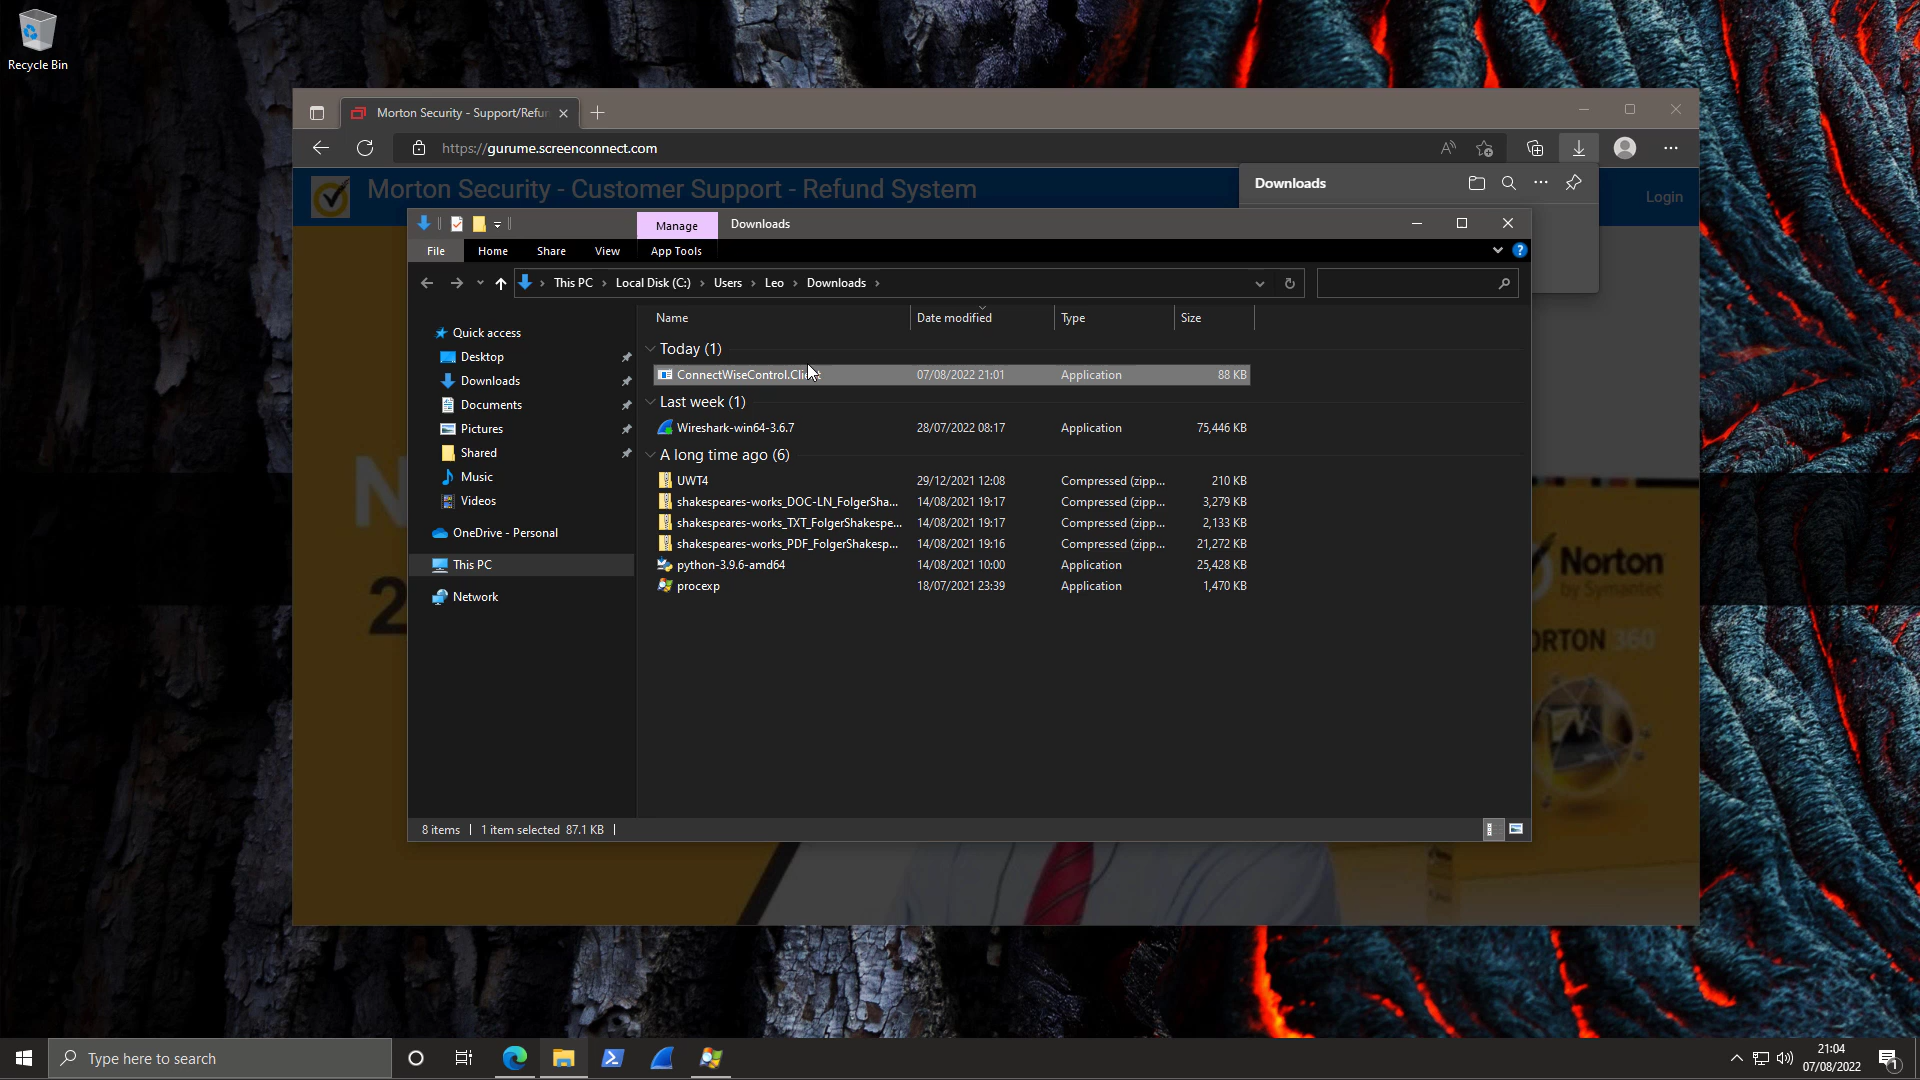 Recycle Bin
Morton Security - Support/Refun
https://gurume.screenconnect.com
Morton Security - Customer Support - Refund System
Downloads
Login
Manage
Downloads
File
Home
Share
View
App Tools
This PC
Local Disk (C:)
Users
Leo
Downloads
Name
Date modified
Type
Size
Quick access
Desktop
Downloads
Documents
Pictures
Shared
Music
Videos
OneDrive - Personal
This PC
Network
Today (1)
ConnectWiseControl.Client 07/08/2022 21:01 Application 88 KB
Last week (1)
Wireshark-win64-3.6.7 28/07/2022 08:17 Application 75,446 KB
A long time ago (6)
UWT4 29/12/2021 12:08 Compressed (zipp... 210 KB
shakespeares-works_DOC-LN_FolgerSha... 14/08/2021 19:17 Compressed (zipp... 3,279 KB
shakespeares-works_TXT_FolgerShakespe... 14/08/2021 19:17 Compressed (zipp... 2,133 KB
shakespeares-works_PDF_FolgerShakesp... 14/08/2021 19:16 Compressed (zipp... 21,272 KB
python-3.9.6-amd64 14/08/2021 10:00 Application 25,428 KB
procexp 18/07/2021 23:39 Application 1,470 KB
8 items
1 item selected 87.1 KB
N
2
Norton
by Symantec
ORTON 360
Type here to search
21:04
07/08/2022
1